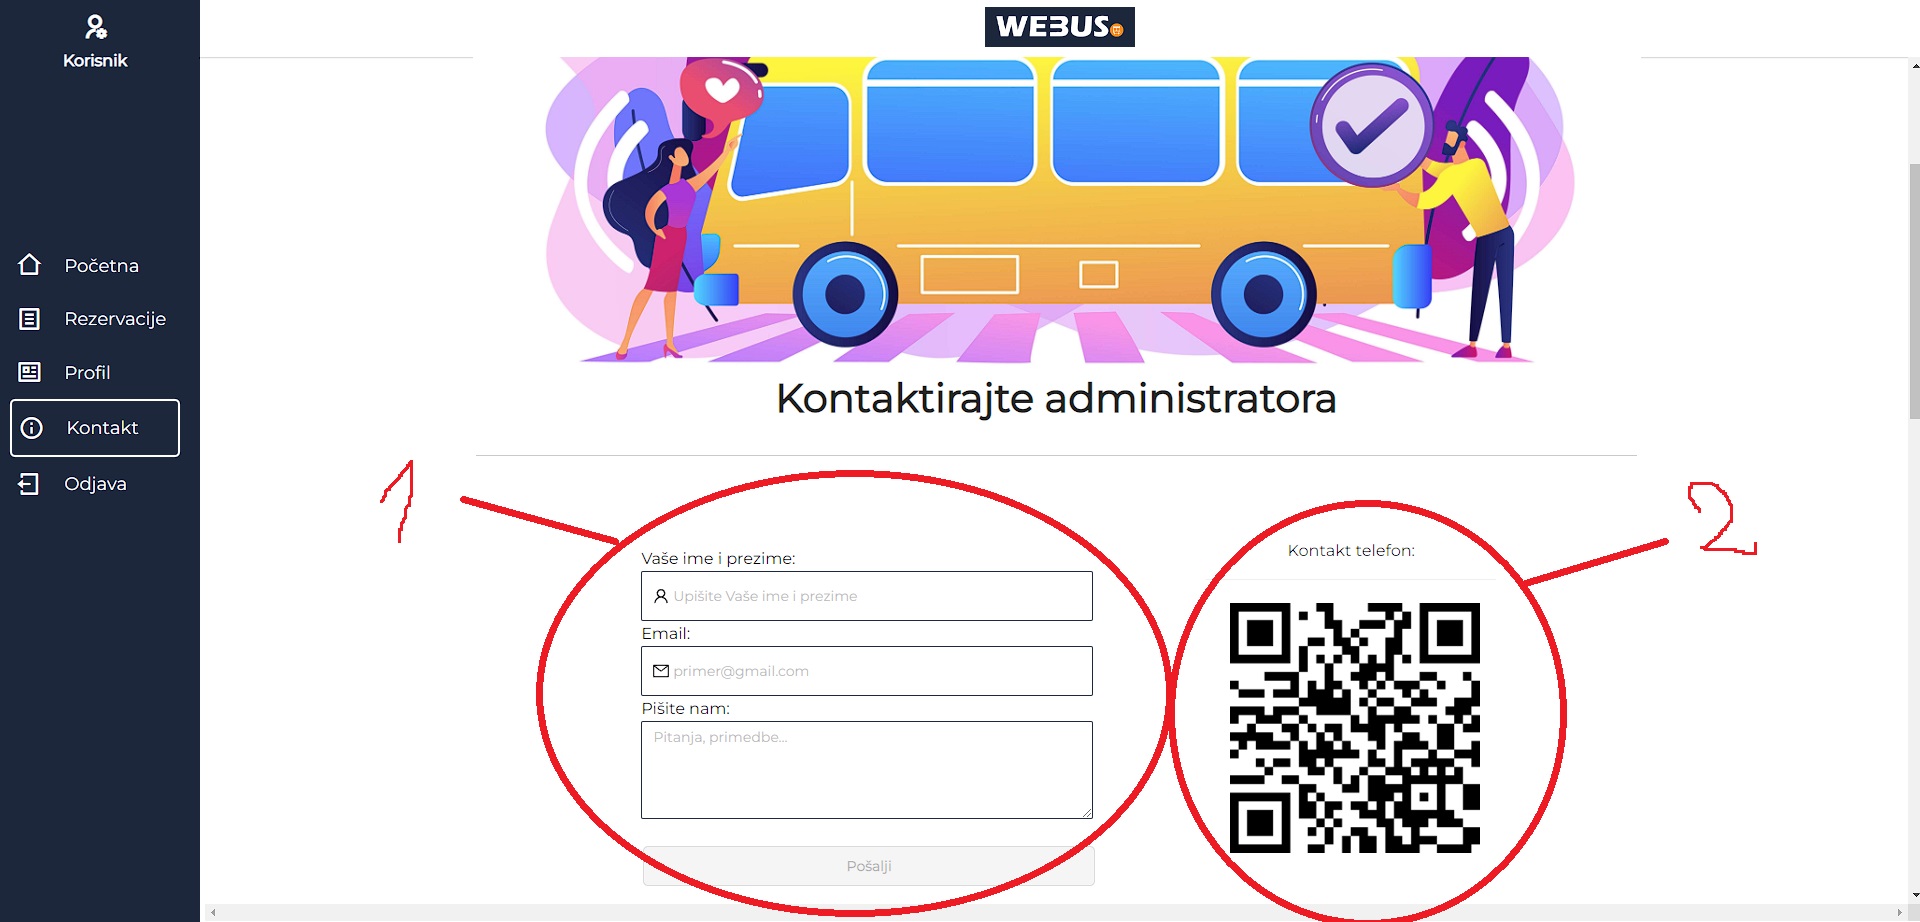 WEBUS
Korisnik
Početna
Rezervacije
Profil
Kontakt
Odjava
Kontaktirajte administratora
1
2
Vaše ime i prezime:
Upišite Vaše ime i prezime
Email:
primer@gmail.com
Pišite nam:
Pitanja, primedbe...
Pošalji
Kontakt telefon: